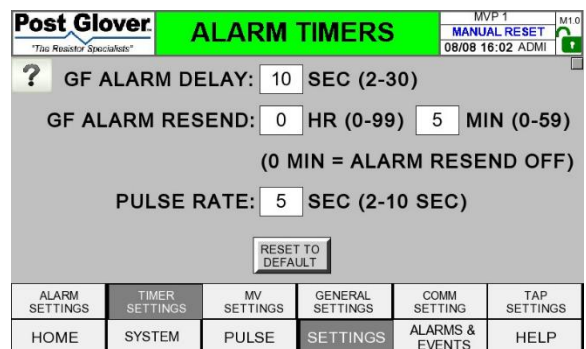 Post Glover.
"The Resistor Specialists"
ALARM TIMERS
MVP 1
MANUAL RESET
08/08 16:02 ADMI
M1.0
? GF ALARM DELAY: 10 SEC (2-30)
GF ALARM RESEND: 0 HR (0-99) 5 MIN (0-59)
(0 MIN = ALARM RESEND OFF)
PULSE RATE: 5 SEC (2-10 SEC)
RESET TO
DEFAULT
ALARM SETTINGS
TIMER SETTINGS
MV SETTINGS
GENERAL SETTINGS
COMM SETTING
TAP SETTINGS
HOME
SYSTEM
PULSE
SETTINGS
ALARMS &
EVENTS
HELP